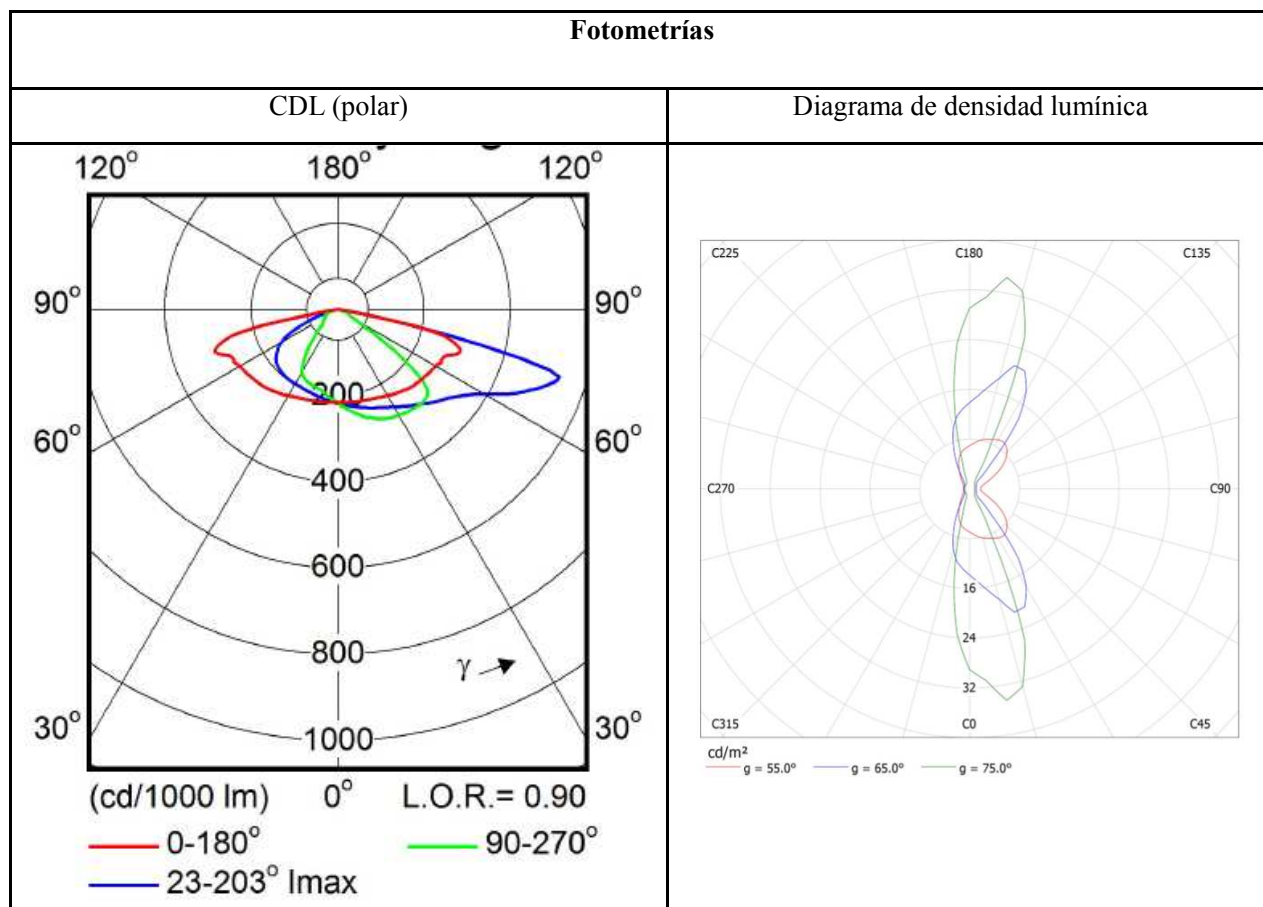 Fotometrías
CDL (polar)
Diagrama de densidad lumínica
120° 180° 120°
90° 90°
200
60° 60°
400
600
800
γ
30° 30°
1000
(cd/1000 lm) 0° L.O.R.= 0.90
0-180° 90-270°
23-203° Imax
C225 C180 C135
C270 C90
16
24
32
C315 C0 C45
cd/m²
g = 55.0° g = 65.0° g = 75.0°